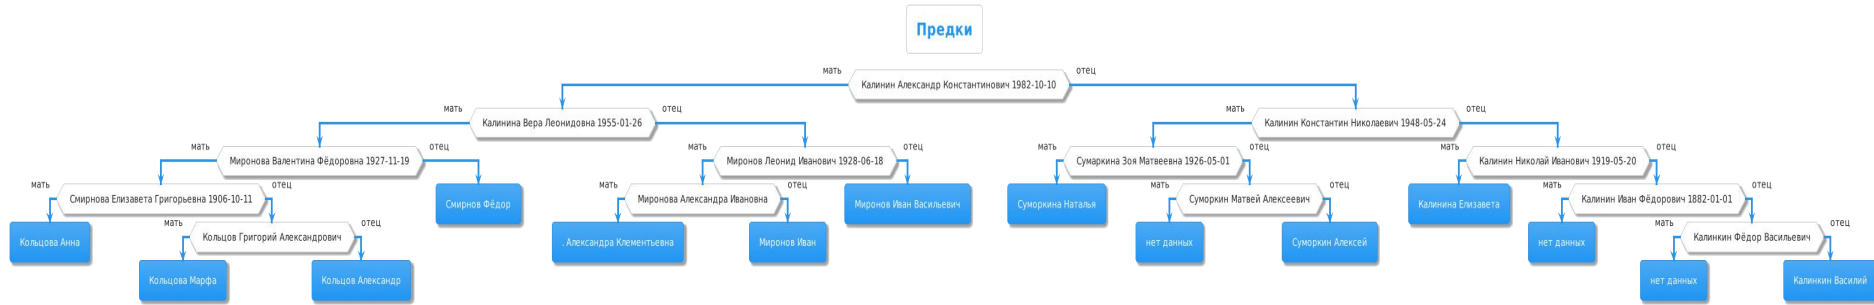 Предки
мать
отец
Калинин Александр Константинович 1982-10-10
мать
отец
Калинина Вера Леонидовна 1955-01-26
мать
отец
Калинин Константин Николаевич 1948-05-24
мать
отец
Миронова Валентина Фёдоровна 1927-11-19
мать
отец
Миронов Леонид Иванович 1928-06-18
мать
отец
Сумаркина Зоя Матвеевна 1926-05-01
мать
отец
Калинин Николай Иванович 1919-05-20
мать
отец
Смирнова Елизавета Григорьевна 1906-10-11
Смирнов Фёдор
мать
отец
Миронова Александра Ивановна
Миронов Иван Васильевич
Суморкина Наталья
мать
отец
Суморкин Матвей Алексеевич
Калинина Елизавета
мать
отец
Калинин Иван Фёдорович 1882-01-01
Кольцова Анна
мать
отец
Кольцов Григорий Александрович
. Александра Клементьевна
Миронов Иван
нет данных
Суморкин Алексей
нет данных
мать
отец
Калинкин Фёдор Васильевич
Кольцова Марфа
Кольцов Александр
нет данных
Калинкин Василий